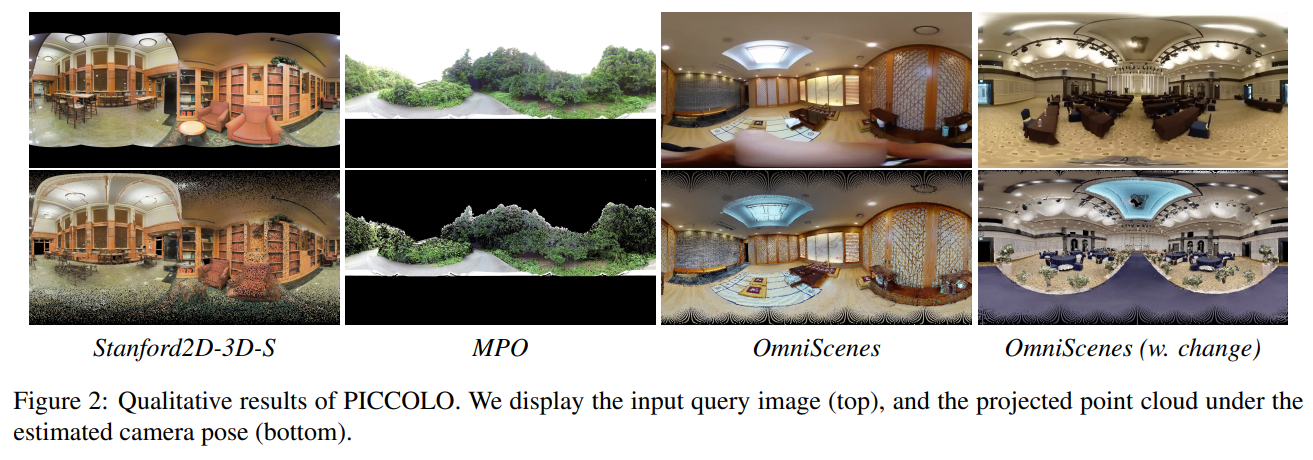 Stanford2D-3D-S MPO OmniScenes OmniScenes (w. change)
Figure 2: Qualitative results of PICCOLO. We display the input query image (top), and the projected point cloud under the
estimated camera pose (bottom).